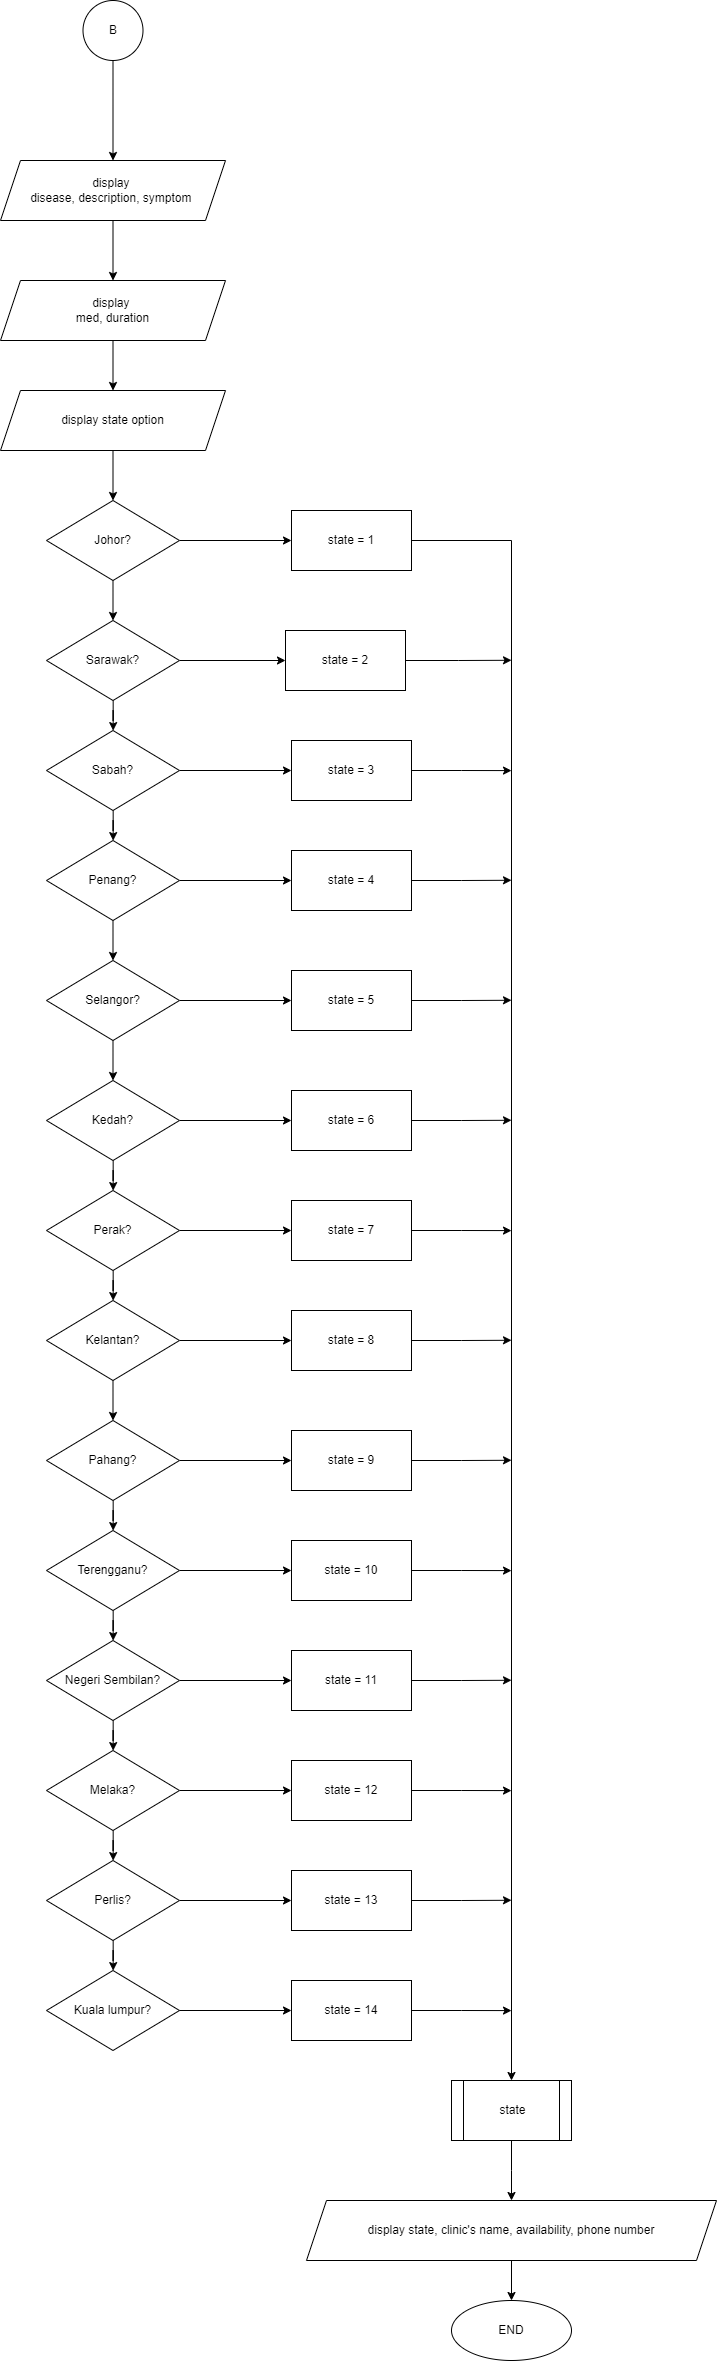 B
display
disease, description, symptom
display
med, duration
display state option
Johor?
state = 1
Sarawak?
state = 2
Sabah?
state = 3
Penang?
state = 4
Selangor?
state = 5
Kedah?
state = 6
Perak?
state = 7
Kelantan?
state = 8
Pahang?
state = 9
Terengganu?
state = 10
Negeri Sembilan?
state = 11
Melaka?
state = 12
Perlis?
state = 13
Kuala lumpur?
state = 14
state
display state, clinic's name, availability, phone number
END